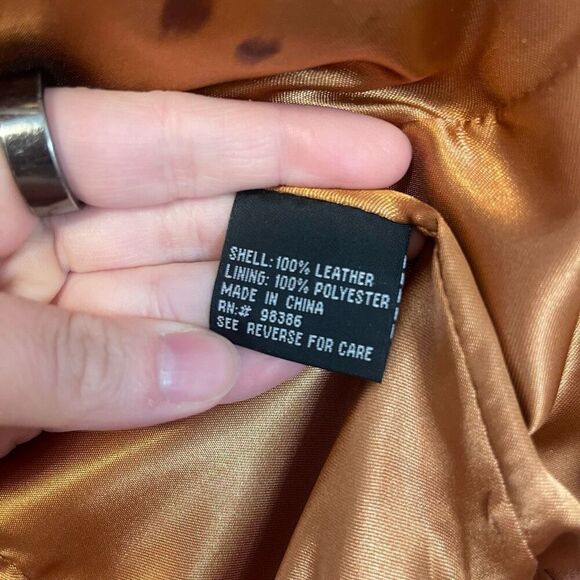 SHELL: 100% LEATHER
LINING: 100% POLYESTER
MADE IN CHINA
RN:# 98386
SEE REVERSE FOR CARE